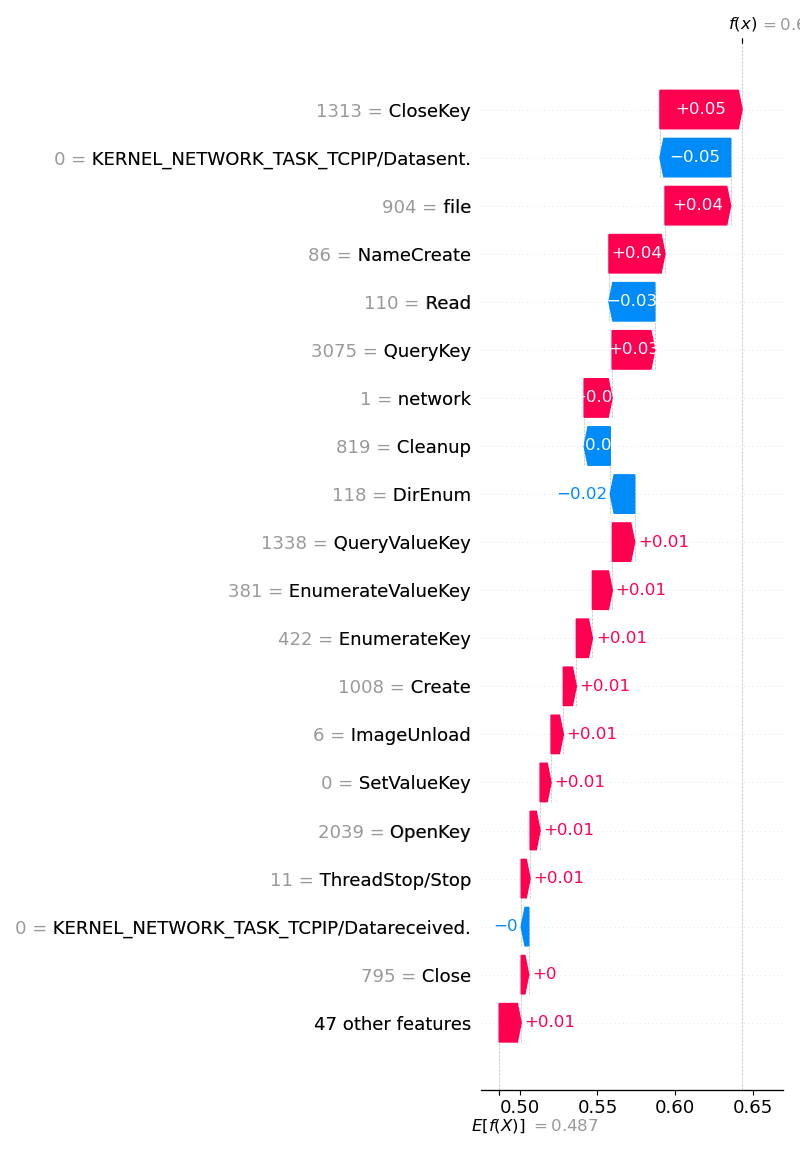 f(x) = 0.6
1313 = CloseKey +0.05
0 = KERNEL_NETWORK_TASK_TCPIP/Datasent. −0.05
904 = file +0.04
86 = NameCreate +0.04
110 = Read −0.03
3075 = QueryKey +0.03
1 = network 0.0
819 = Cleanup 0.0
118 = DirEnum −0.02
1338 = QueryValueKey +0.01
381 = EnumerateValueKey +0.01
422 = EnumerateKey +0.01
1008 = Create +0.01
6 = ImageUnload +0.01
0 = SetValueKey +0.01
2039 = OpenKey +0.01
11 = ThreadStop/Stop +0.01
0 = KERNEL_NETWORK_TASK_TCPIP/Datareceived. −0
795 = Close +0
47 other features +0.01
0.50 0.55 0.60 0.65
E[f(X)] = 0.487